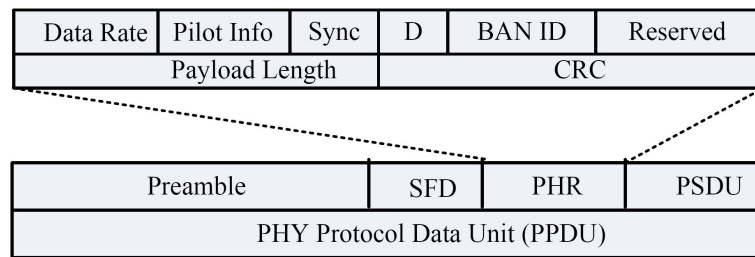 Data Rate Pilot Info Sync D BAN ID Reserved
Payload Length CRC
Preamble SFD PHR PSDU
PHY Protocol Data Unit (PPDU)